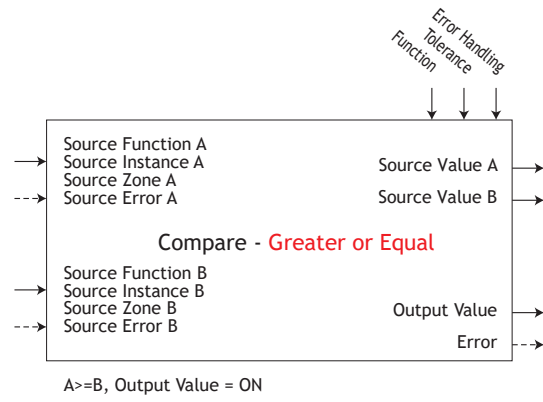 Error Handling
Tolerance
Function
Source Function A
Source Instance A
Source Zone A
Source Error A
Source Value A
Source Value B
Compare - Greater or Equal
Source Function B
Source Instance B
Source Zone B
Source Error B
Output Value
Error
A>=B, Output Value = ON